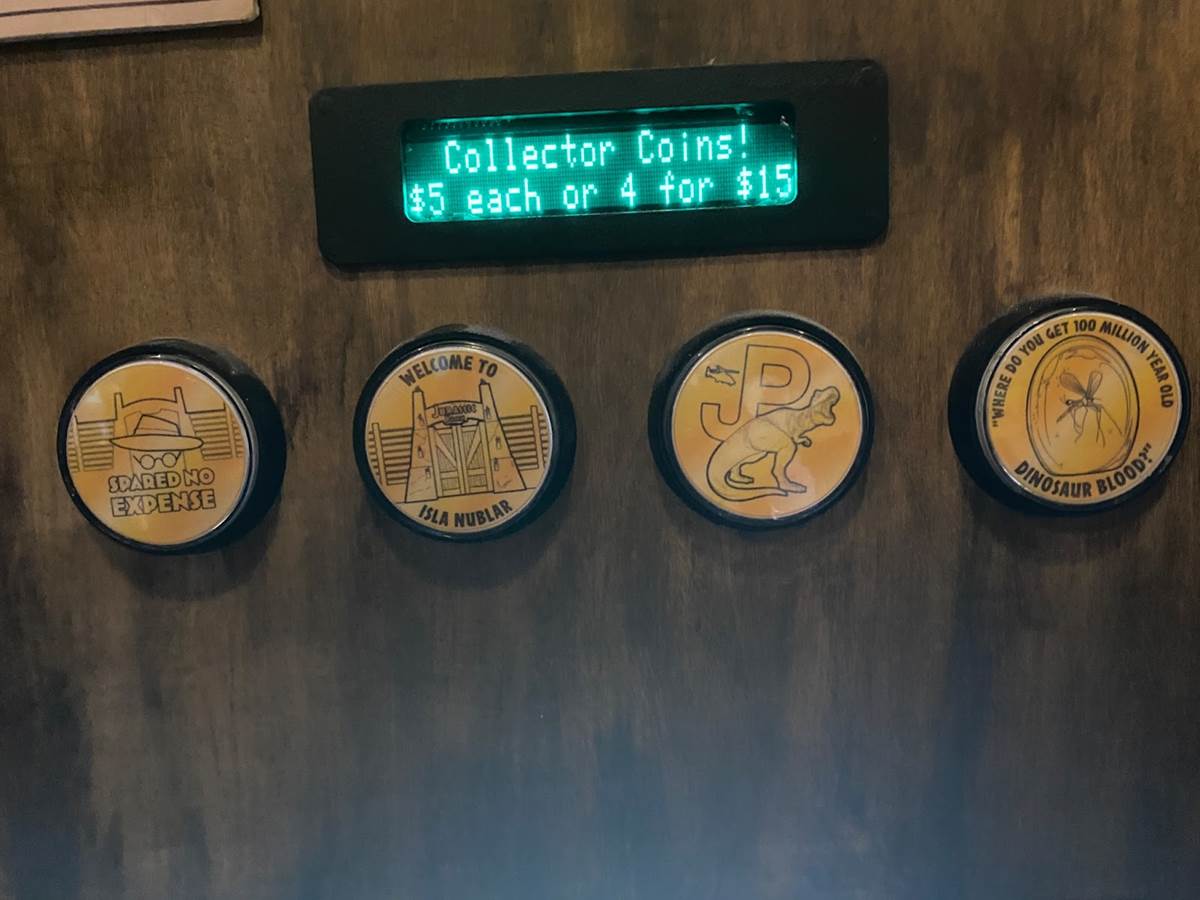 Collector Coins!
$5 each or 4 for $15
SPARED NO
EXPENSE
WELCOME TO
JURASSIC
ISLA NUBLAR
JP
"WHERE DO YOU GET 100 MILLION YEAR OLD
DINOSAUR BLOOD?!"